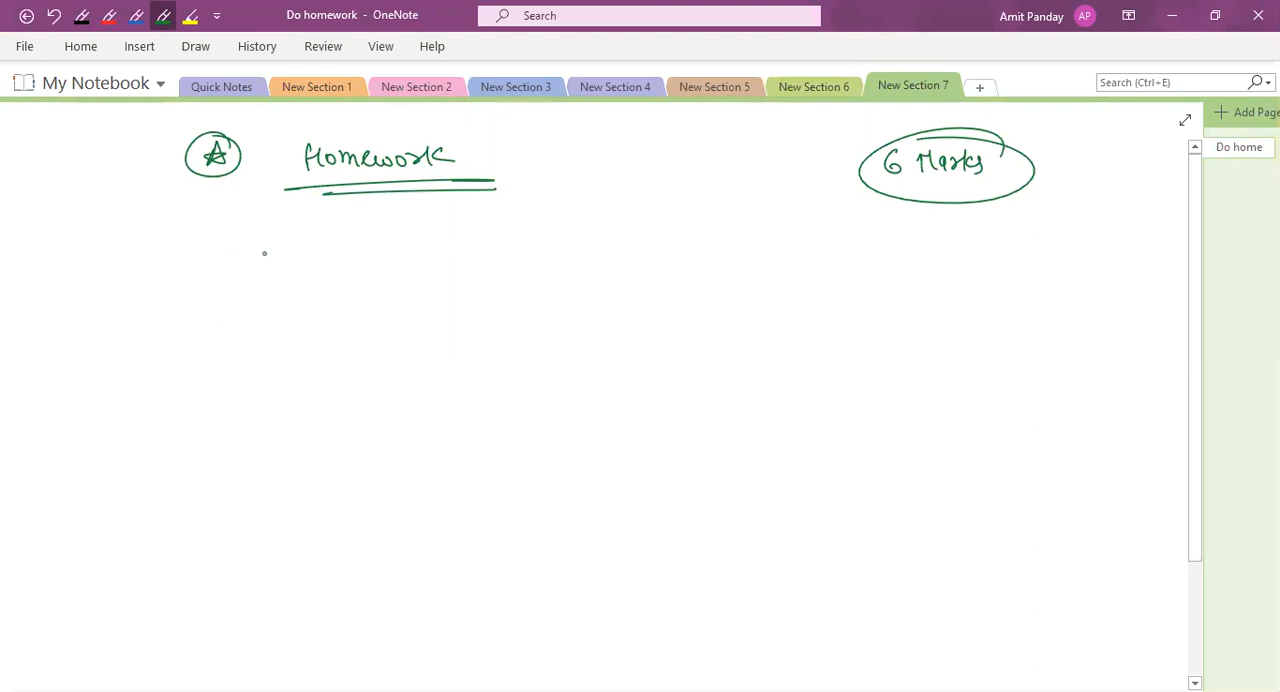 Do homework - OneNote
Search
Amit Panday AP
File Home Insert Draw History Review View Help
My Notebook Quick Notes New Section 1 New Section 2 New Section 3 New Section 4 New Section 5 New Section 6 New Section 7 + Search (Ctrl+E)
Add Page
Do home
Homework 6 Marks